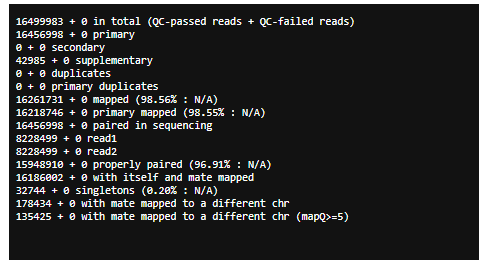 16499983 + 0 in total (QC-passed reads + QC-failed reads)
16456998 + 0 primary
0 + 0 secondary
42985 + 0 supplementary
0 + 0 duplicates
0 + 0 primary duplicates
16261731 + 0 mapped (98.56% : N/A)
16218746 + 0 primary mapped (98.55% : N/A)
16456998 + 0 paired in sequencing
8228499 + 0 read1
8228499 + 0 read2
15948910 + 0 properly paired (96.91% : N/A)
16186002 + 0 with itself and mate mapped
32744 + 0 singletons (0.20% : N/A)
178434 + 0 with mate mapped to a different chr
135425 + 0 with mate mapped to a different chr (mapQ>=5)